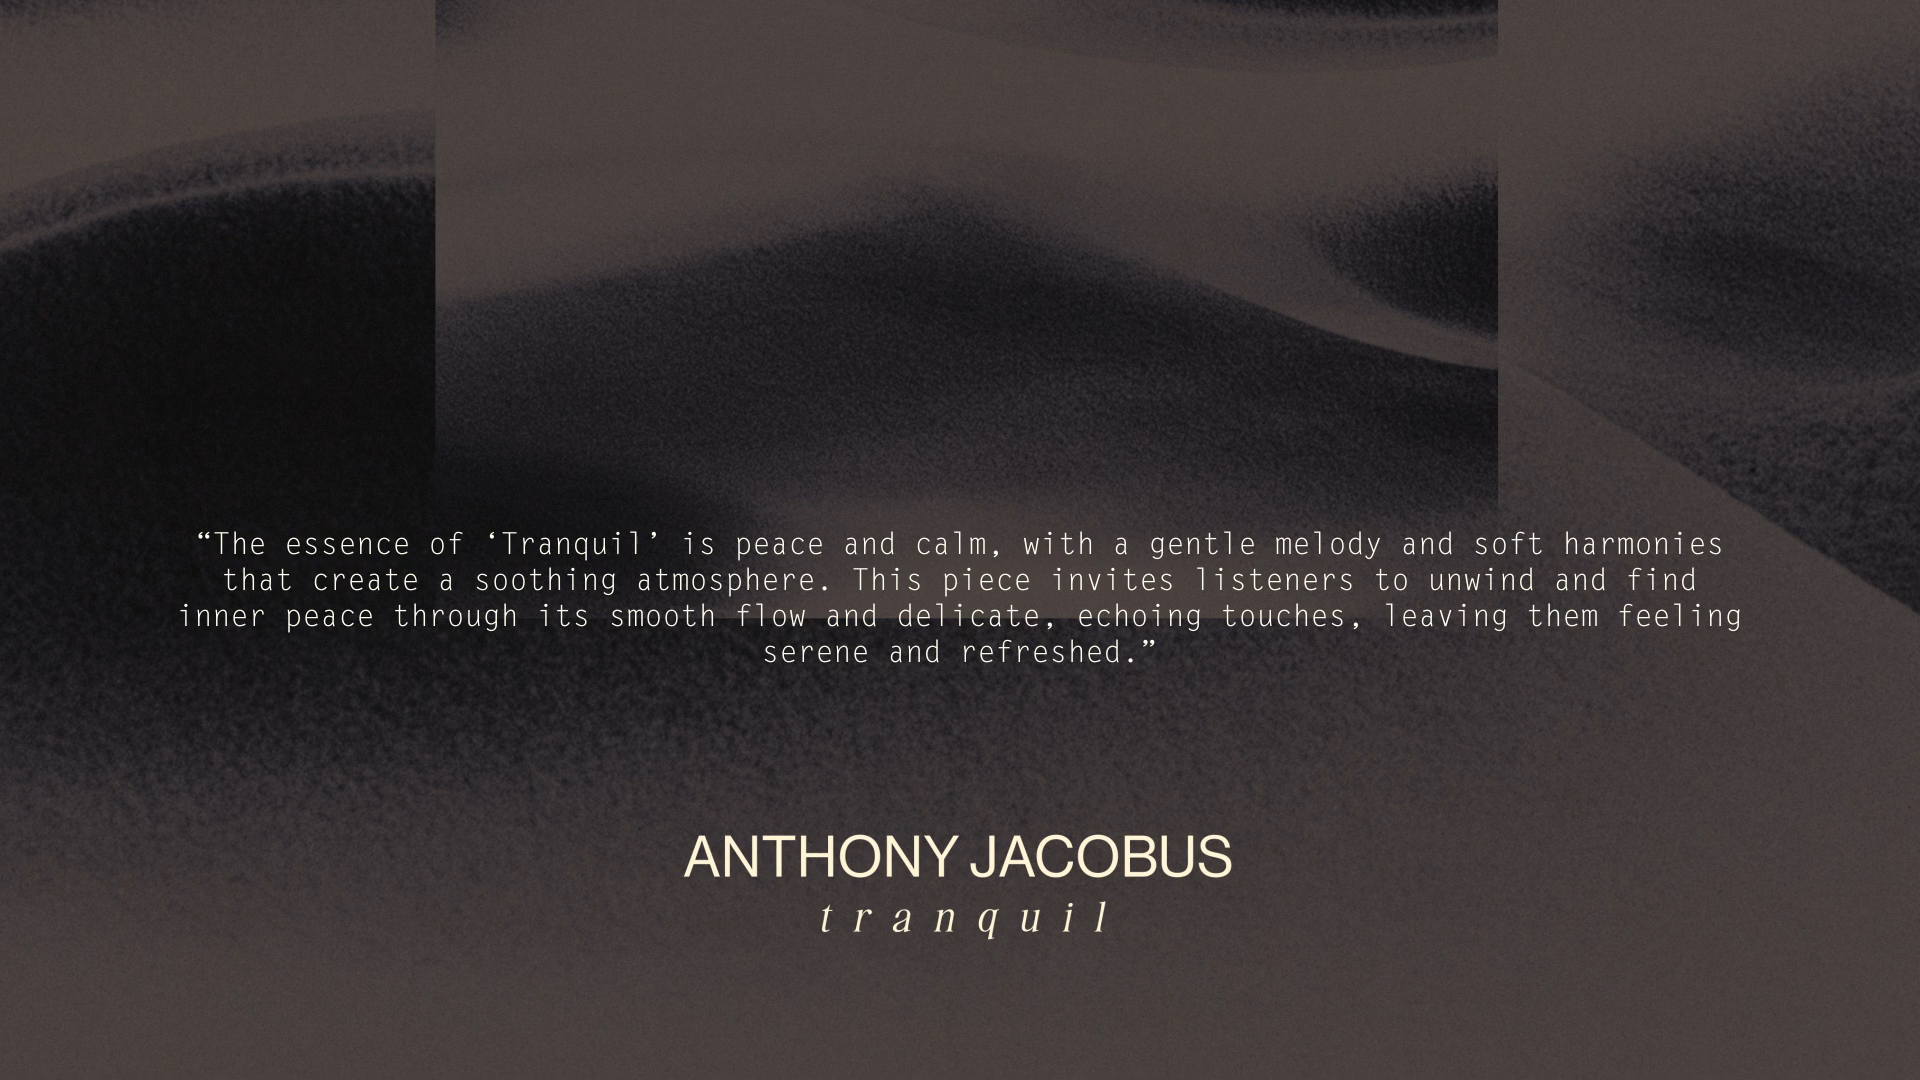 “The essence of ‘Tranquil’ is peace and calm, with a gentle melody and soft harmonies
that create a soothing atmosphere. This piece invites listeners to unwind and find
inner peace through its smooth flow and delicate, echoing touches, leaving them feeling
serene and refreshed.”
ANTHONY JACOBUS
tranquil